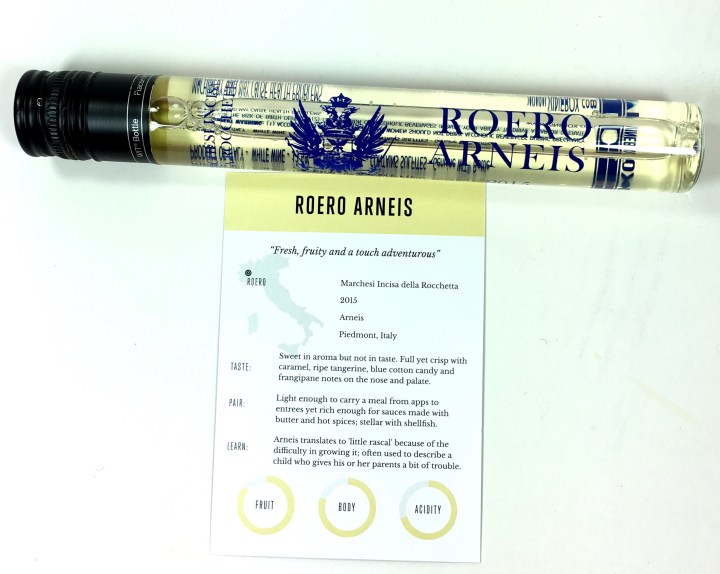 ROERO
ARNEIS
ROERO ARNEIS
“Fresh, fruity and a touch adventurous”
ROERO
Marchesi Incisa della Rocchetta
2015
Arneis
Piedmont, Italy
TASTE:
Sweet in aroma but not in taste. Full yet crisp with
caramel, ripe tangerine, blue cotton candy and
frangipane notes on the nose and palate.
PAIR:
Light enough to carry a meal from apps to
entrees yet rich enough for sauces made with
butter and hot spices; stellar with shellfish.
LEARN:
Arneis translates to 'little rascal' because of the
difficulty in growing it; often used to describe a
child who gives his or her parents a bit of trouble.
FRUIT
BODY
ACIDITY